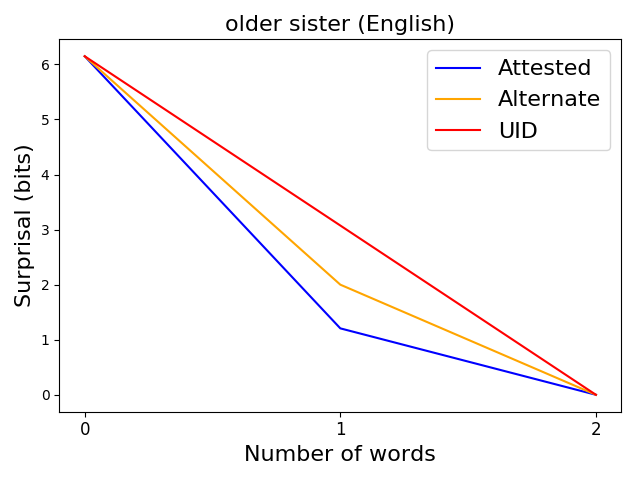 older sister (English)
Attested
Alternate
UID
Surprisal (bits)
6
5
4
3
2
1
0
0 1 2
Number of words